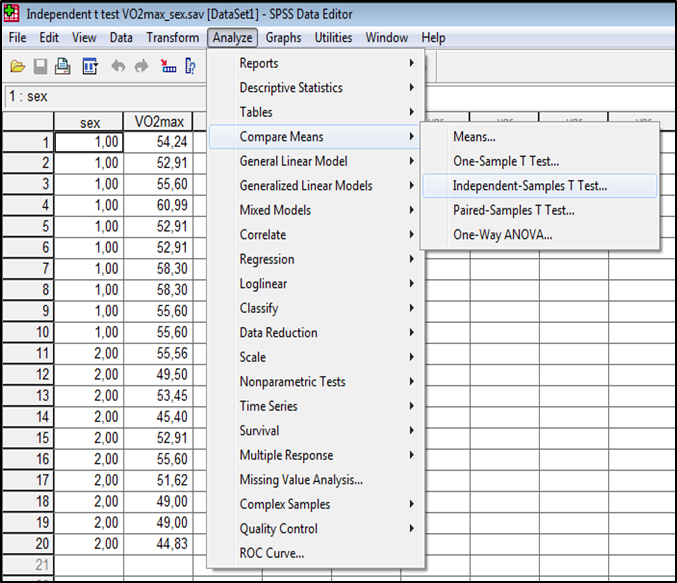 Independent t test VO2max_sex.sav [DataSet1] - SPSS Data Editor
File Edit View Data Transform Analyze Graphs Utilities Window Help
1 : sex
sex VO2max
1 1,00 54,24
2 1,00 52,91
3 1,00 55,60
4 1,00 60,99
5 1,00 52,91
6 1,00 52,91
7 1,00 58,30
8 1,00 58,30
9 1,00 55,60
10 1,00 55,60
11 2,00 55,56
12 2,00 49,50
13 2,00 53,45
14 2,00 45,40
15 2,00 52,91
16 2,00 55,60
17 2,00 51,62
18 2,00 49,00
19 2,00 49,00
20 2,00 44,83
21
Reports
Descriptive Statistics
Tables
Compare Means
General Linear Model
Generalized Linear Models
Mixed Models
Correlate
Regression
Loglinear
Classify
Data Reduction
Scale
Nonparametric Tests
Time Series
Survival
Multiple Response
Missing Value Analysis...
Complex Samples
Quality Control
ROC Curve...
Means...
One-Sample T Test...
Independent-Samples T Test...
Paired-Samples T Test...
One-Way ANOVA...